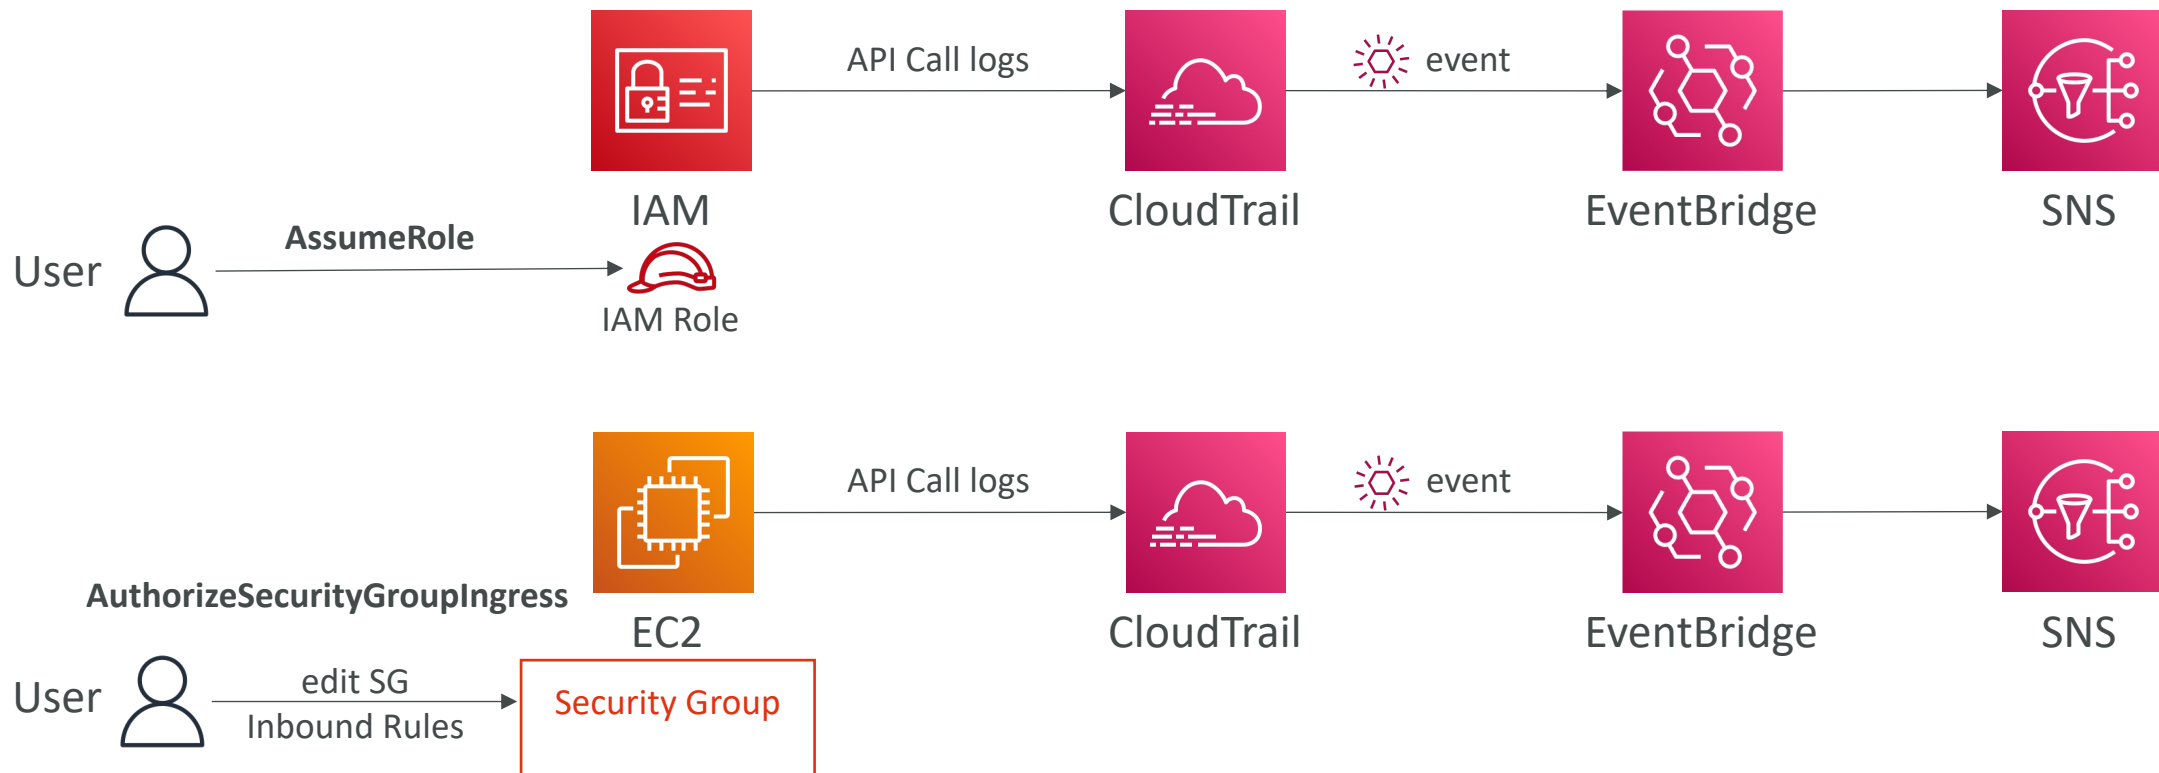 API Call logs
event
IAM
CloudTrail
EventBridge
SNS
User
AssumeRole
IAM Role
API Call logs
event
AuthorizeSecurityGroupIngress
EC2
CloudTrail
EventBridge
SNS
User
edit SG
Inbound Rules
Security Group